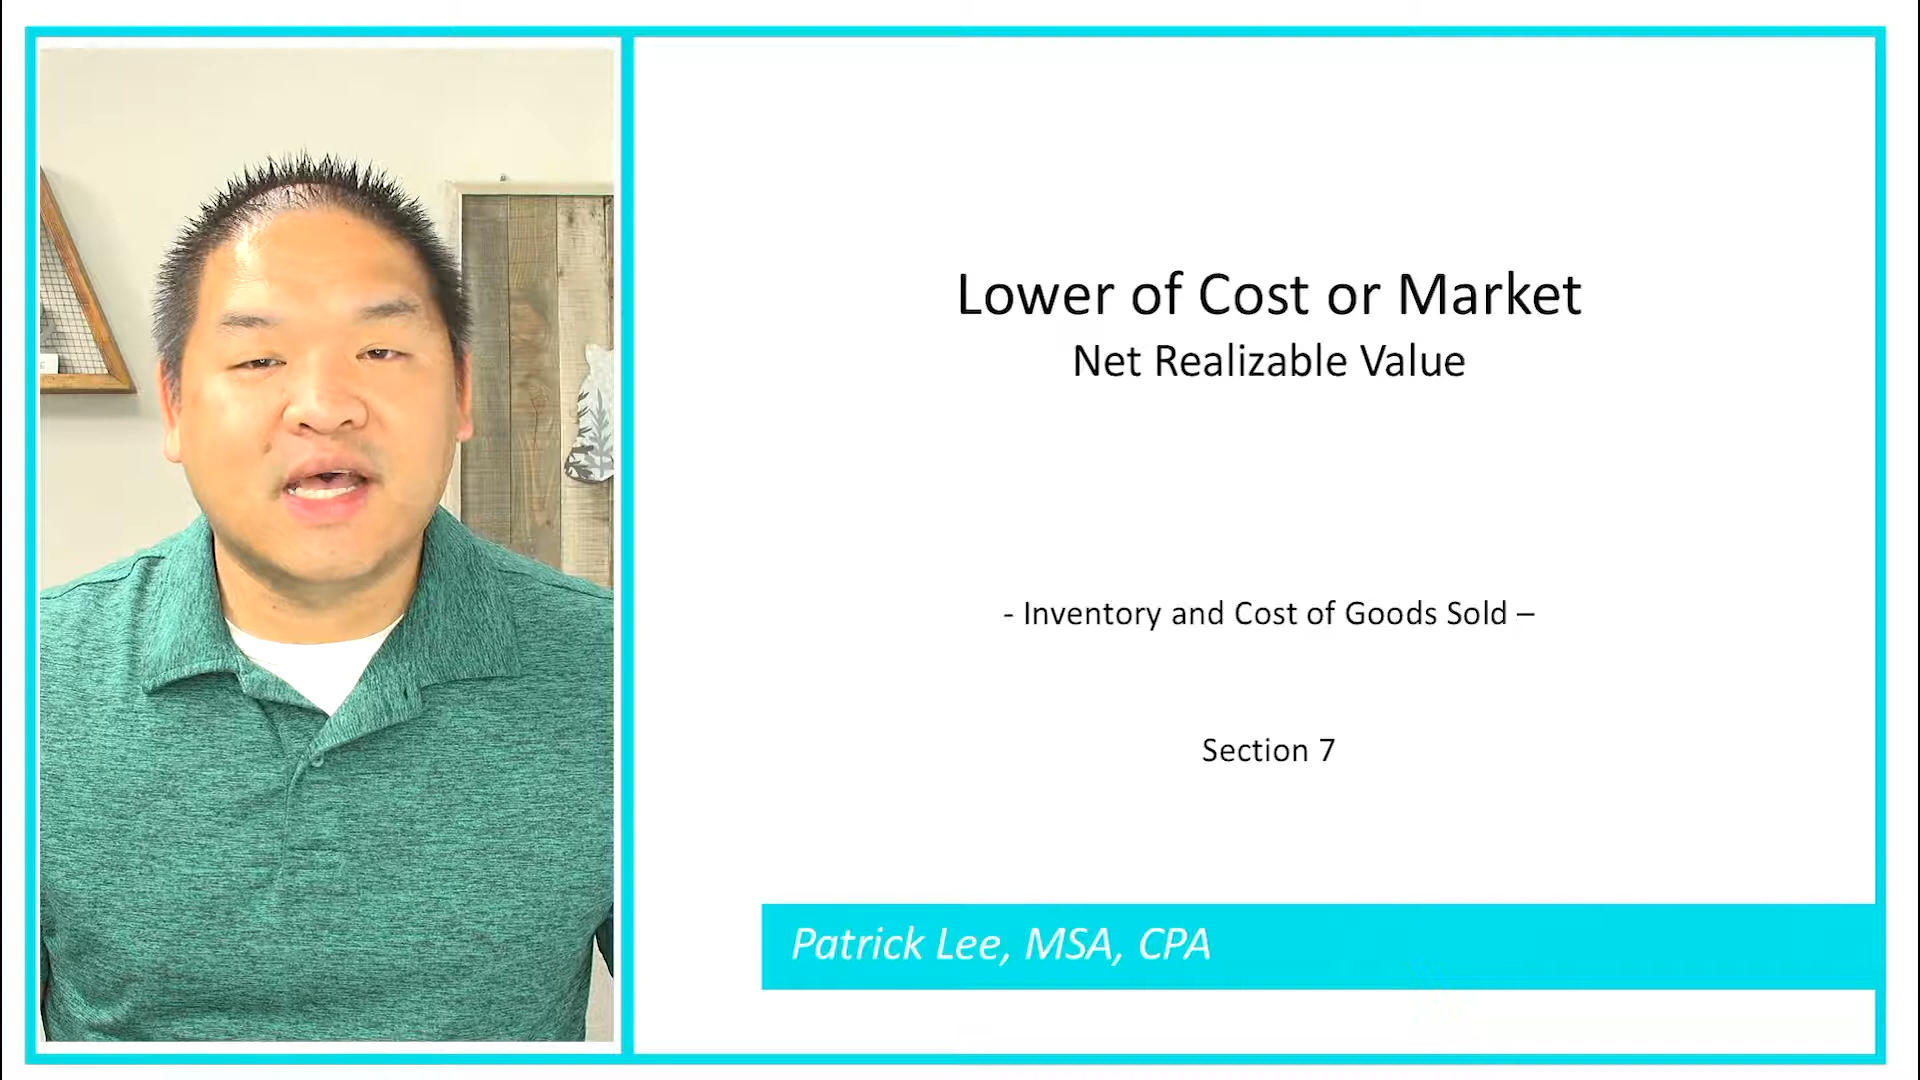 Lower of Cost or Market
Net Realizable Value
- Inventory and Cost of Goods Sold –
Section 7
Patrick Lee, MSA, CPA